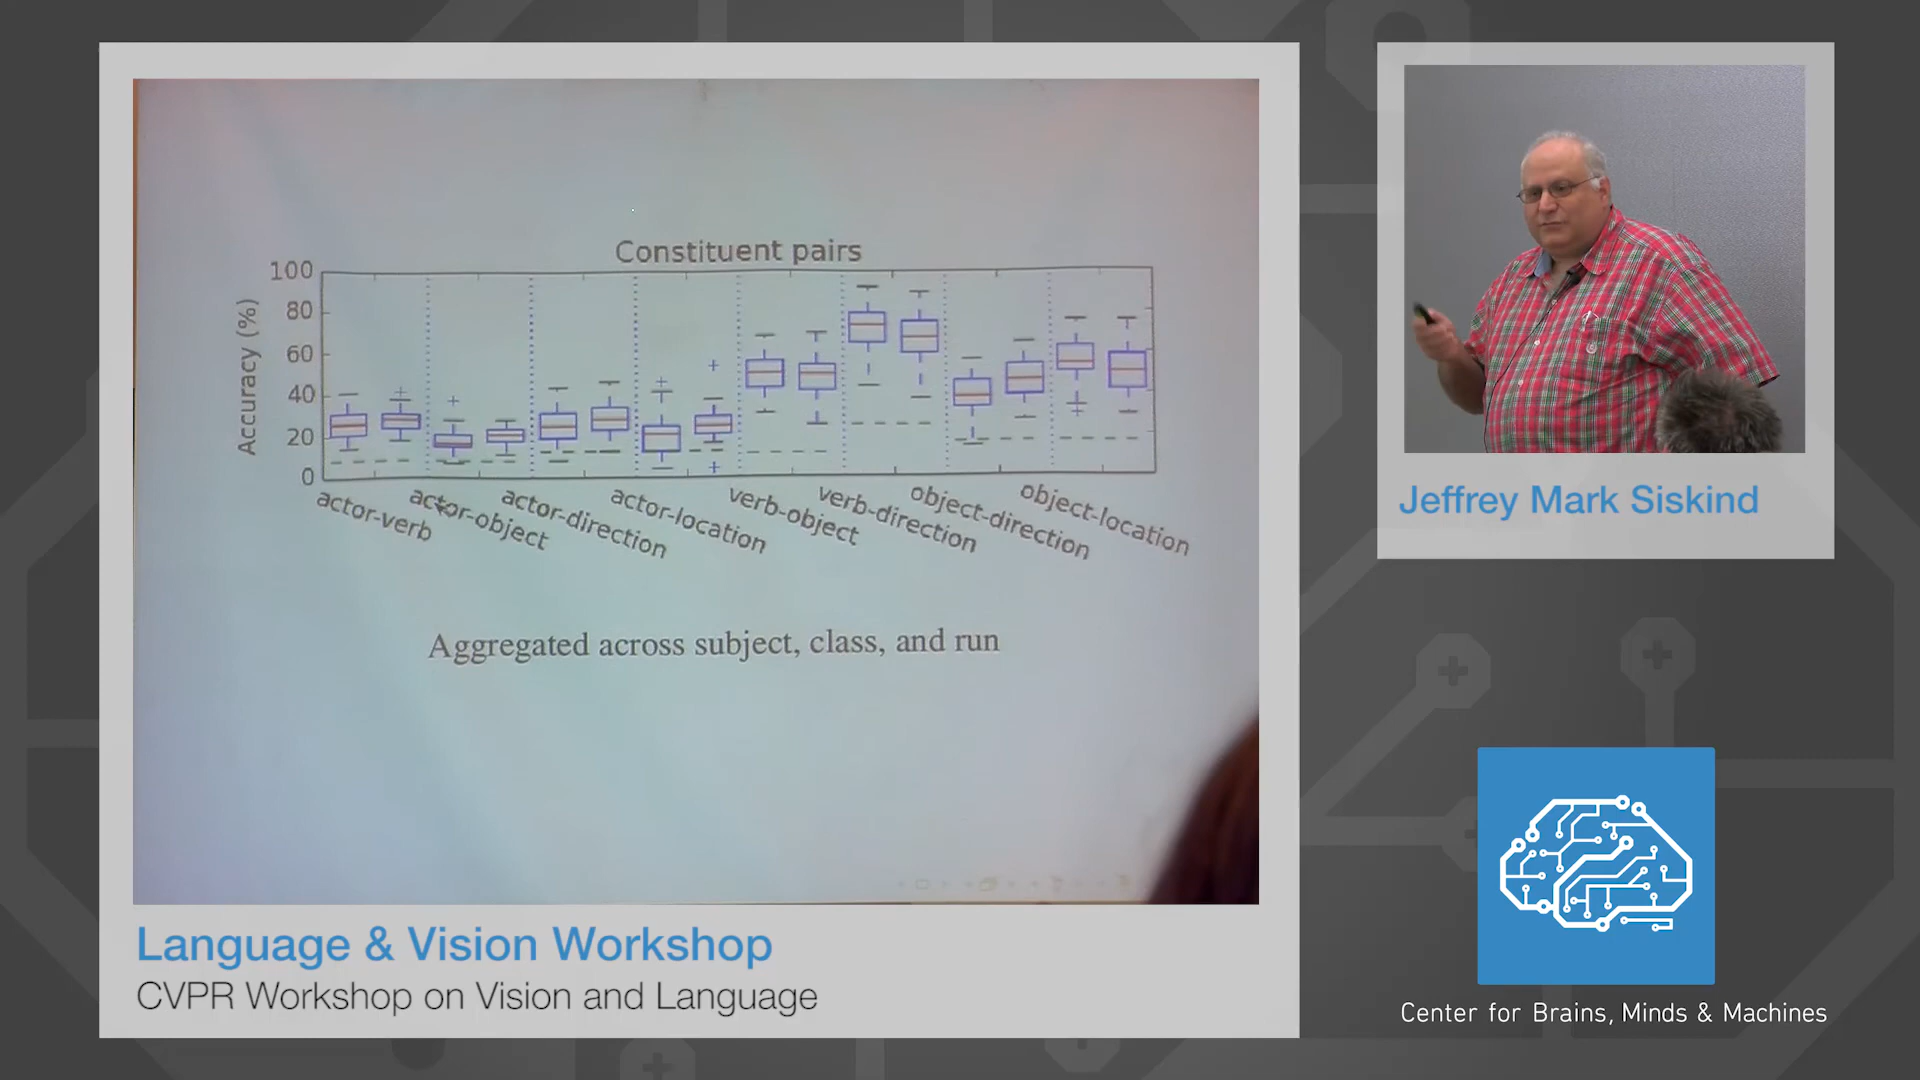 Constituent pairs
Accuracy (%)
100
80
60
40
20
0
actor-verb
actor-object
actor-direction
actor-location
verb-object
verb-direction
object-direction
object-location
Aggregated across subject, class, and run
Jeffrey Mark Siskind
Language & Vision Workshop
CVPR Workshop on Vision and Language
Center for Brains, Minds & Machines